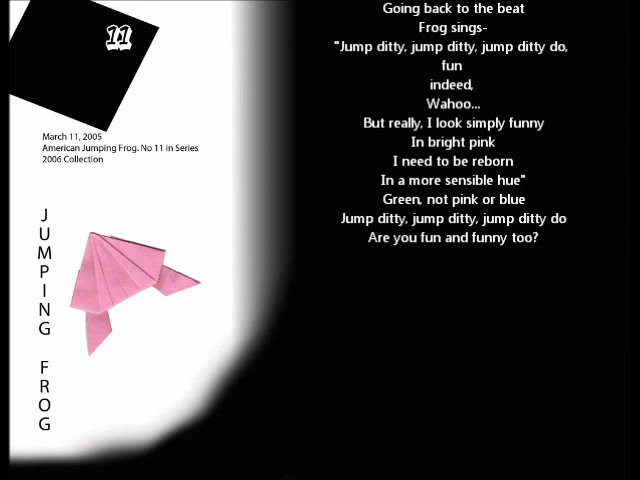 11
March 11, 2005
American Jumping Frog. No 11 in Series
2006 Collection
JUMPING FROG
Going back to the beat
Frog sings-
"Jump ditty, jump ditty, jump ditty do,
fun
indeed,
Wahoo...
But really, I look simply funny
In bright pink
I need to be reborn
In a more sensible hue"
Green, not pink or blue
Jump ditty, jump ditty, jump ditty do
Are you fun and funny too?